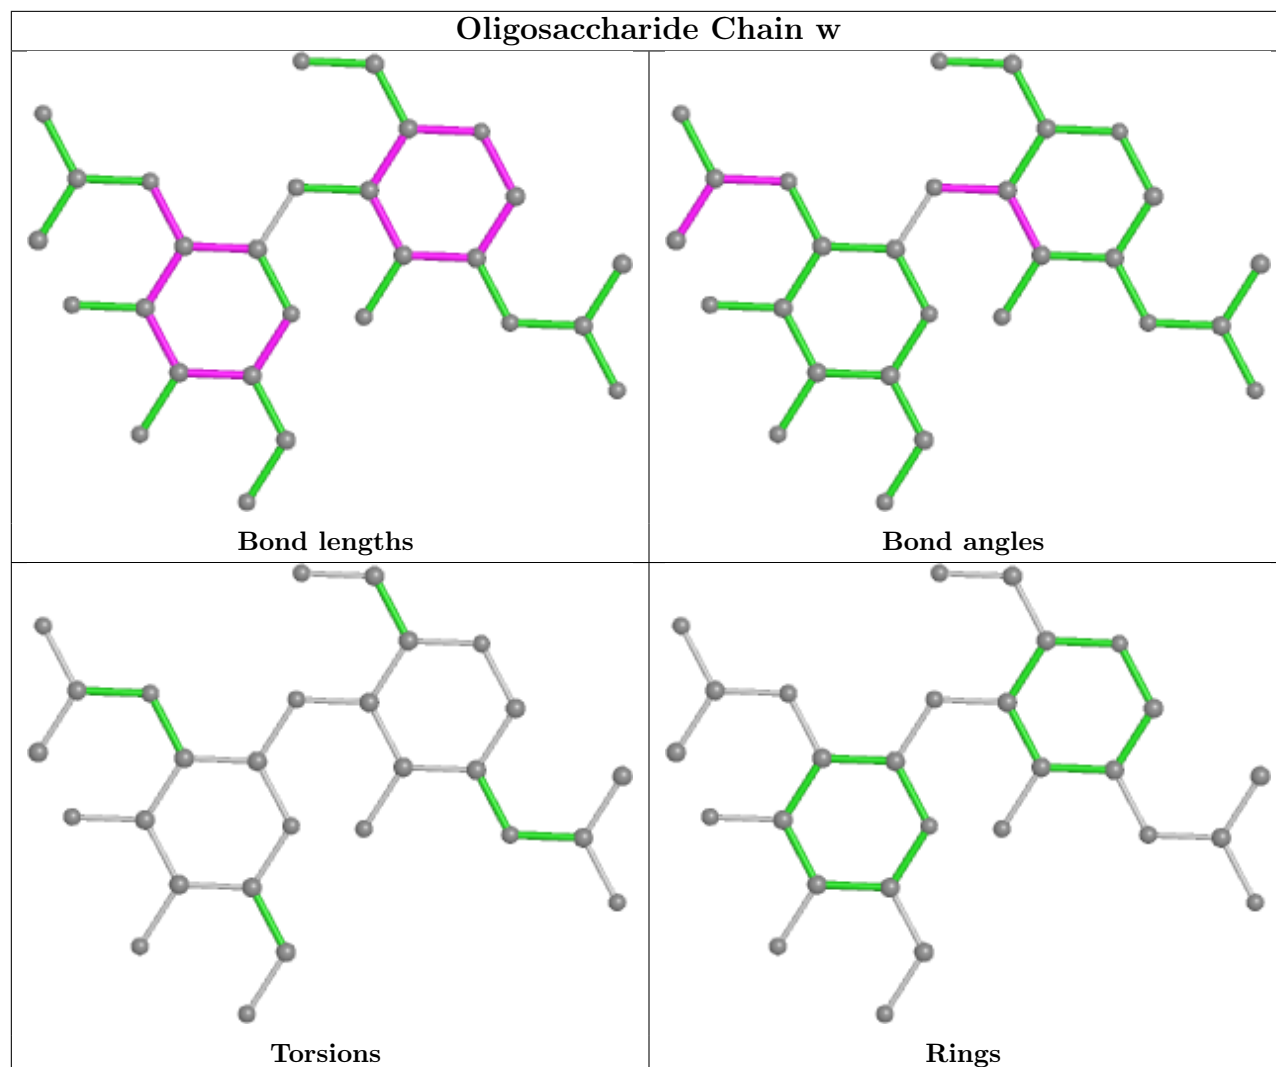 Oligosaccharide Chain w
Bond lengths
Bond angles
Torsions
Rings